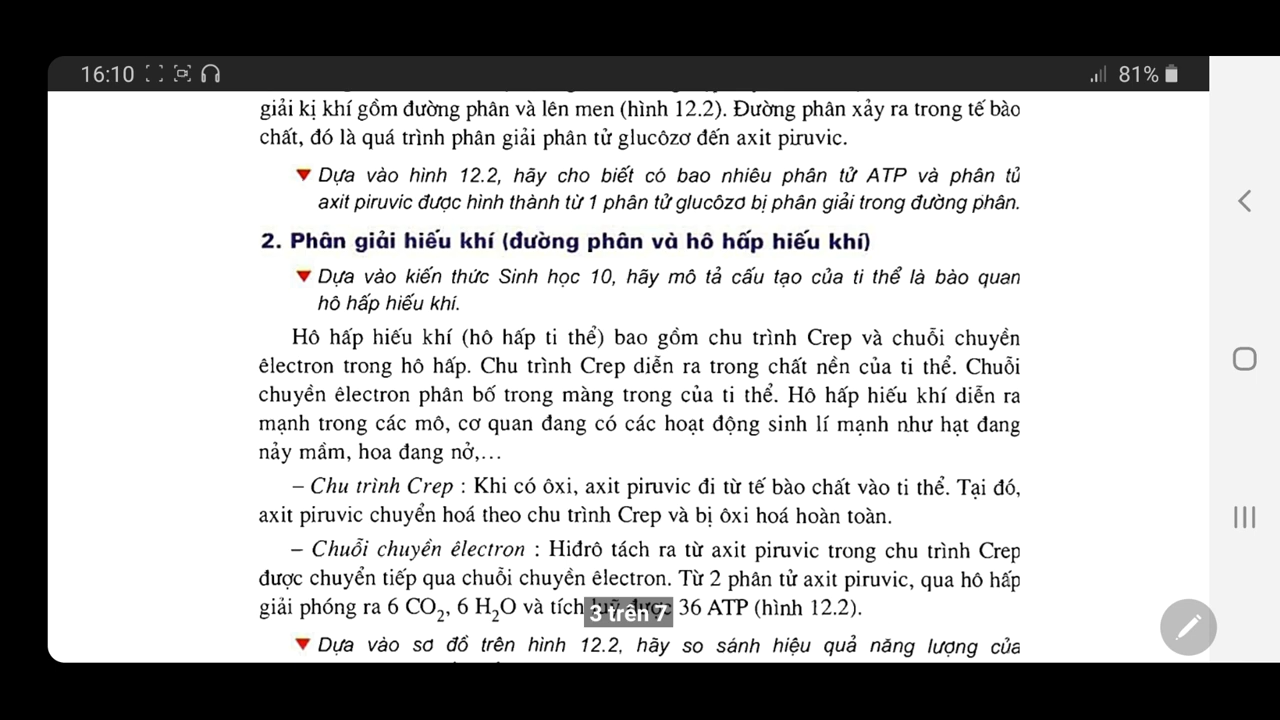 16:10
81%
giải kị khí gồm đường phân và lên men (hình 12.2). Đường phân xảy ra trong tế bào
chất, đó là quá trình phân giải phân tử glucôzơ đến axit piruvic.
Dựa vào hình 12.2, hãy cho biết có bao nhiêu phân tử ATP và phân tử
axit piruvic được hình thành từ 1 phân tử glucôzơ bị phân giải trong đường phân.
2. Phân giải hiếu khí (đường phân và hô hấp hiếu khí)
Dựa vào kiến thức Sinh học 10, hãy mô tả cấu tạo của ti thể là bào quan
hô hấp hiếu khí.
Hô hấp hiếu khí (hô hấp ti thể) bao gồm chu trình Crep và chuỗi chuyền
êlectron trong hô hấp. Chu trình Crep diễn ra trong chất nền của ti thể. Chuỗi
chuyền êlectron phân bố trong màng trong của ti thể. Hô hấp hiếu khí diễn ra
mạnh trong các mô, cơ quan đang có các hoạt động sinh lí mạnh như hạt đang
nảy mầm, hoa đang nở,...
– Chu trình Crep : Khi có ôxi, axit piruvic đi từ tế bào chất vào ti thể. Tại đó,
axit piruvic chuyển hoá theo chu trình Crep và bị ôxi hoá hoàn toàn.
– Chuỗi chuyền êlectron : Hiđrô tách ra từ axit piruvic trong chu trình Crep
được chuyển tiếp qua chuỗi chuyền êlectron. Từ 2 phân tử axit piruvic, qua hô hấp
giải phóng ra 6 CO₂, 6 H₂O và tích luỹ được 36 ATP (hình 12.2).
3 trên 7
Dựa vào sơ đồ trên hình 12.2, hãy so sánh hiệu quả năng lượng của